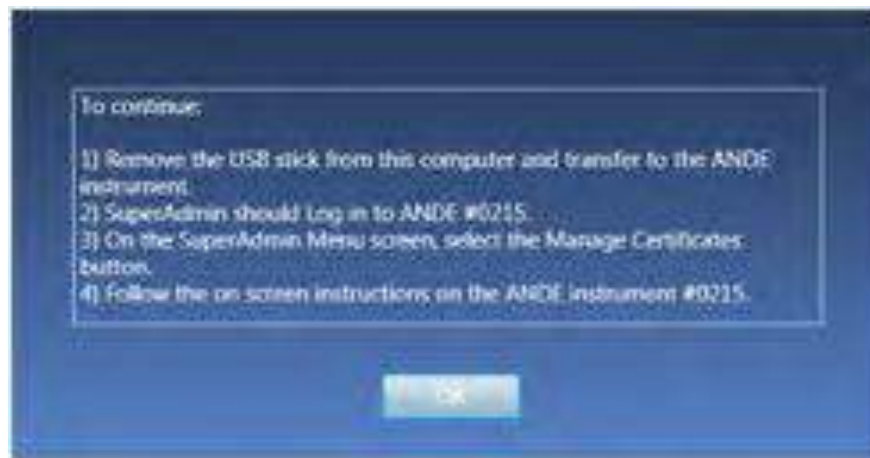 To continue:
1) Remove the USB stick from this computer and transfer to the ANDE
instrument.
2) SuperAdmin should Log in to ANDE #0215.
3) On the SuperAdmin Menu screen, select the Manage Certificates
button.
4) Follow the on screen instructions on the ANDE instrument #0215.
OK